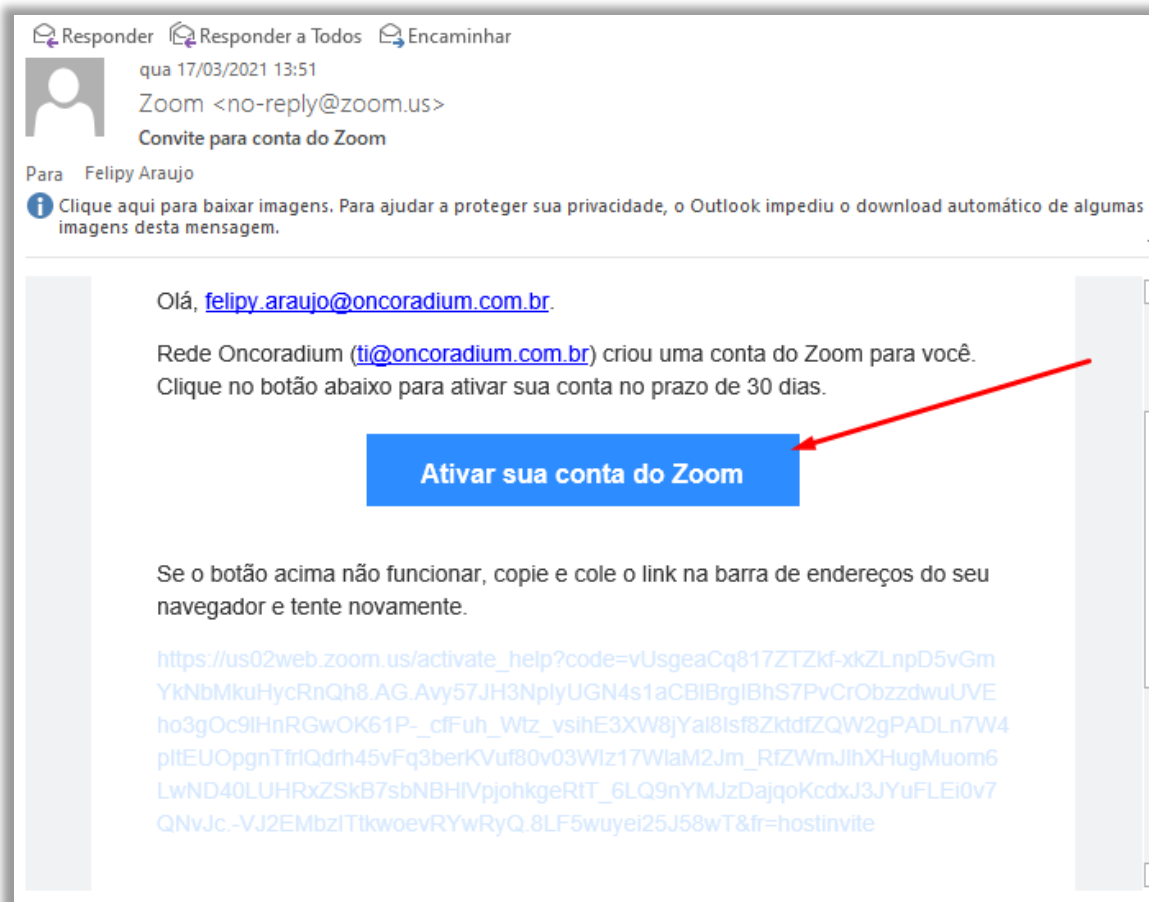 Responder Responder a Todos Encaminhar
qua 17/03/2021 13:51
Zoom <no-reply@zoom.us>
Convite para conta do Zoom
Para Felipy Araujo
Clique aqui para baixar imagens. Para ajudar a proteger sua privacidade, o Outlook impediu o download automático de algumas
imagens desta mensagem.
Olá, felipy.araujo@oncoradium.com.br.
Rede Oncoradium (ti@oncoradium.com.br) criou uma conta do Zoom para você.
Clique no botão abaixo para ativar sua conta no prazo de 30 dias.
Ativar sua conta do Zoom
Se o botão acima não funcionar, copie e cole o link na barra de endereços do seu
navegador e tente novamente.
https://us02web.zoom.us/activate_help?code=vUsgeaCq817ZTZkf-xkZLnpD5vGm
YkNbMkuHycRnQh8.AG.Avy57JH3NplyUGN4s1aCBlBrglBhS7PvCrObzzdwuUVE
ho3gOc9lHnRGwOK61P-_cfFuh_Wtz_vsihE3XW8jYal8lsf8ZktdfZQW2gPADLn7W4
pltEUOpgnTfrlQdrh45vFq3berKVuf80v03Wlz17WlaM2Jm_RfZWmJlhXHugMuom6
LwND40LUHRxZSkB7sbNBHlVpjohkgeRtT_6LQ9nYMJzDajqoKcdxJ3JYuFLEi0v7
QNvJc.-VJ2EMbzITtkwoevRYwRyQ.8LF5wuyei25J58wT&fr=hostinvite